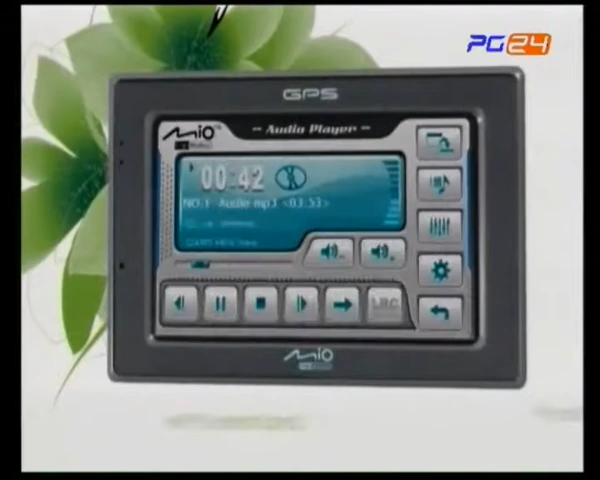 PG24
GPS
Mio
- Audio Player -
00:42
NO.1 Audio.mp3 <03:53>
LRC
Mio